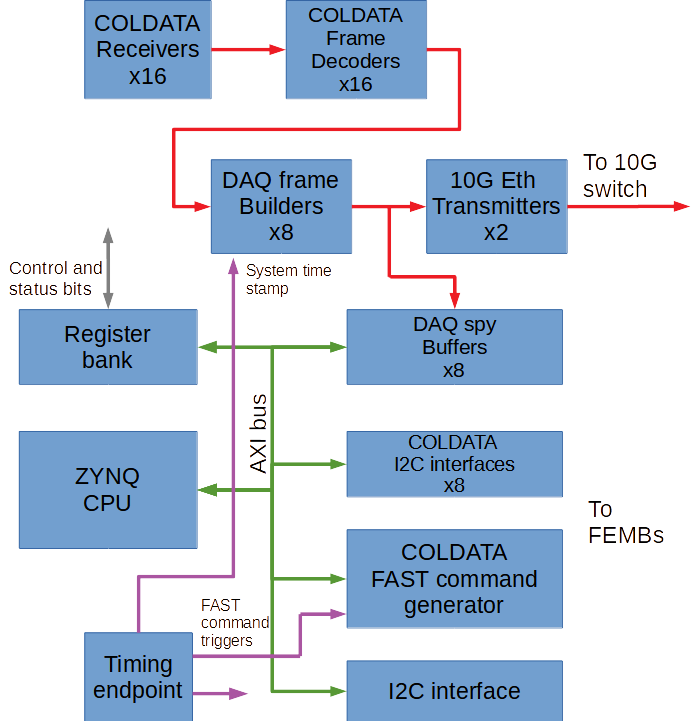 COLDATA
Receivers
x16
COLDATA
Frame
Decoders
x16
DAQ frame
Builders
x8
10G Eth
Transmitters
x2
To 10G
switch
Control and
status bits
System time
stamp
Register
bank
DAQ spy
Buffers
x8
AXI bus
ZYNQ
CPU
COLDATA
I2C interfaces
x8
To
FEMBs
COLDATA
FAST command
generator
FAST
command
triggers
Timing
endpoint
I2C interface